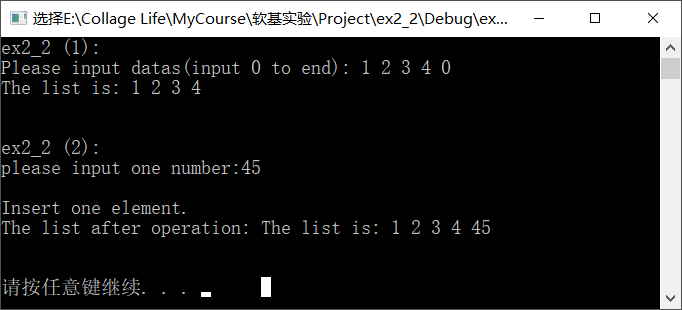 选择E:\Collage Life\MyCourse\软基实验\Project\ex2_2\Debug\ex...
ex2_2 (1):
Please input datas(input 0 to end): 1 2 3 4 0
The list is: 1 2 3 4
ex2_2 (2):
please input one number:45
Insert one element.
The list after operation: The list is: 1 2 3 4 45
请按任意键继续. . .